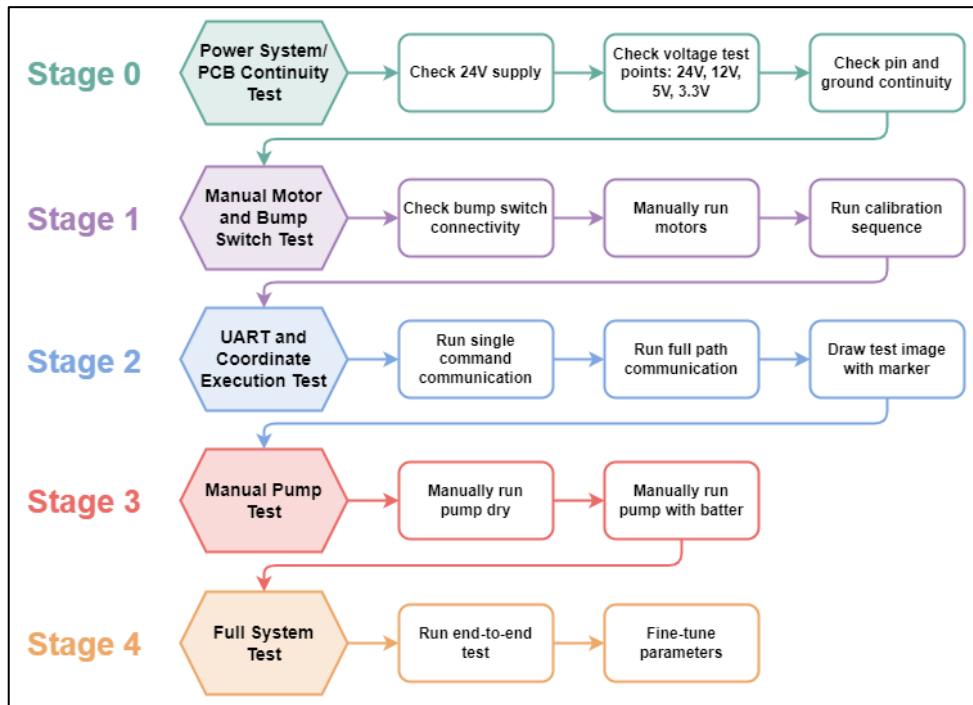 Stage 0
Power System/
PCB Continuity
Test
Check 24V supply
Check voltage test
points: 24V, 12V,
5V, 3.3V
Check pin and
ground continuity
Stage 1
Manual Motor
and Bump
Switch Test
Check bump switch
connectivity
Manually run
motors
Run calibration
sequence
Stage 2
UART and
Coordinate
Execution Test
Run single
command
communication
Run full path
communication
Draw test image
with marker
Stage 3
Manual Pump
Test
Manually run
pump dry
Manually run
pump with batter
Stage 4
Full System
Test
Run end-to-end
test
Fine-tune
parameters